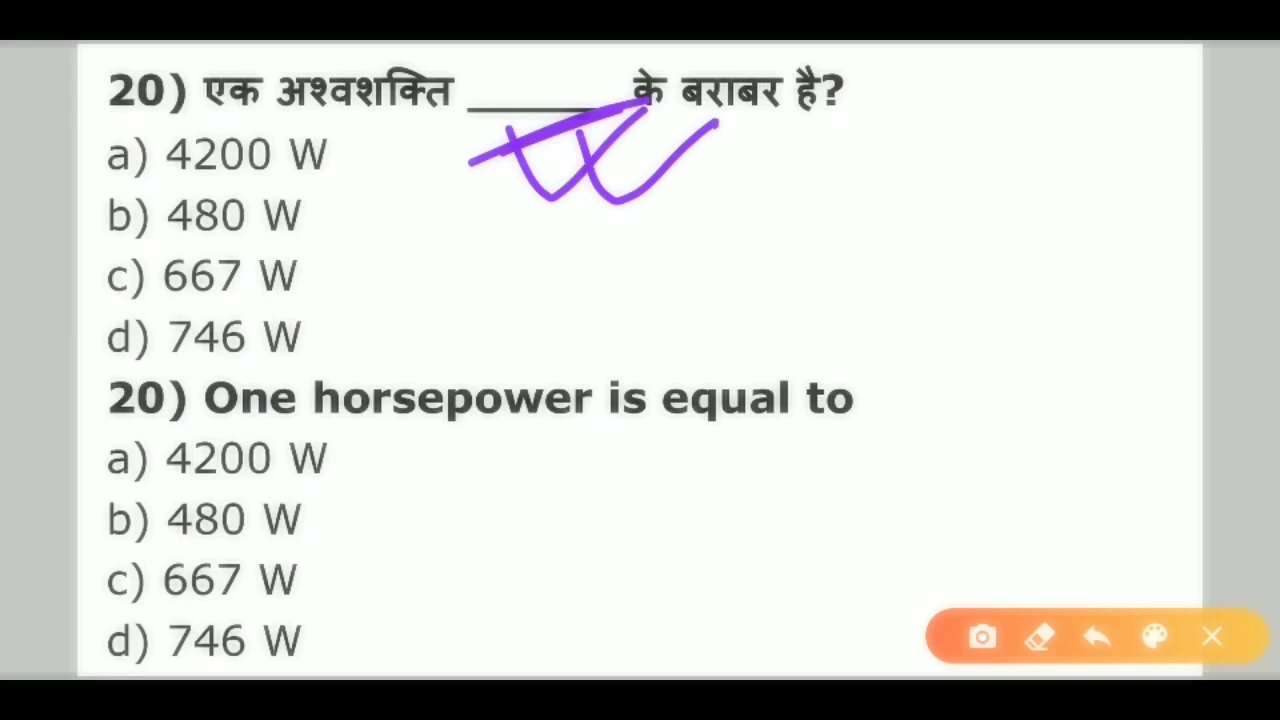 20) एक अश्वशक्ति ______ के बराबर है?
a) 4200 W
b) 480 W
c) 667 W
d) 746 W
20) One horsepower is equal to
a) 4200 W
b) 480 W
c) 667 W
d) 746 W